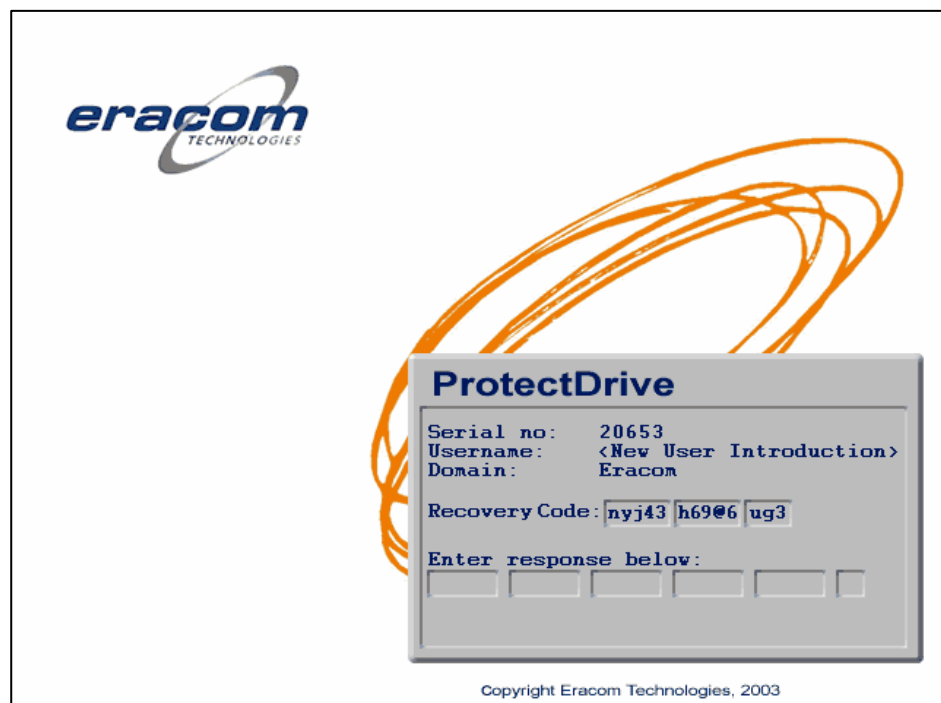 eracom
TECHNOLOGIES
ProtectDrive
Serial no: 20653
Username: <New User Introduction>
Domain: Eracom
Recovery Code: nyj43 h69@6 ug3
Enter response below:
Copyright Eracom Technologies, 2003